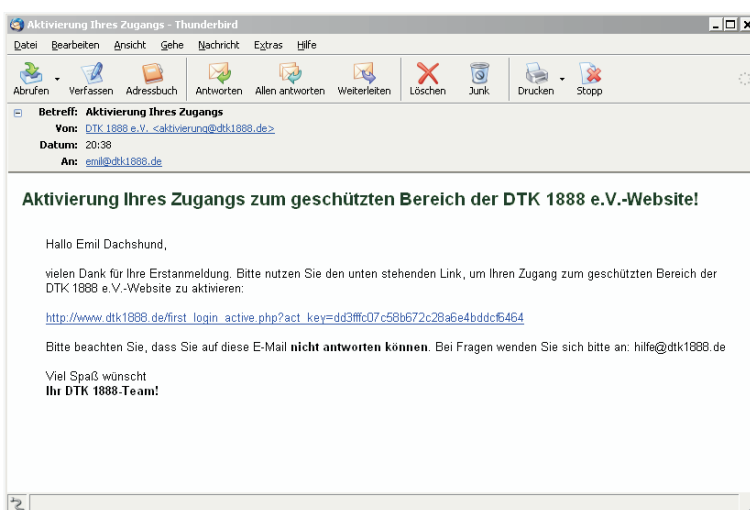 Aktivierung Ihres Zugangs - Thunderbird
Datei Bearbeiten Ansicht Gehe Nachricht Extras Hilfe
Abrufen Verfassen Adressbuch Antworten Allen antworten Weiterleiten Löschen Junk Drucken Stopp
Betreff: Aktivierung Ihres Zugangs
Von: DTK 1888 e.V. <aktivierung@dtk1888.de>
Datum: 20:38
An: emil@dtk1888.de
Aktivierung Ihres Zugangs zum geschützten Bereich der DTK 1888 e.V.-Website!
Hallo Emil Dachshund,
vielen Dank für Ihre Erstanmeldung. Bitte nutzen Sie den unten stehenden Link, um Ihren Zugang zum geschützten Bereich der
DTK 1888 e.V.-Website zu aktivieren:
http://www.dtk1888.de/first_login_active.php?act_key=dd3fffc07c58b672c28a6e4bddcf6464
Bitte beachten Sie, dass Sie auf diese E-Mail nicht antworten können. Bei Fragen wenden Sie sich bitte an: hilfe@dtk1888.de
Viel Spaß wünscht
Ihr DTK 1888-Team!